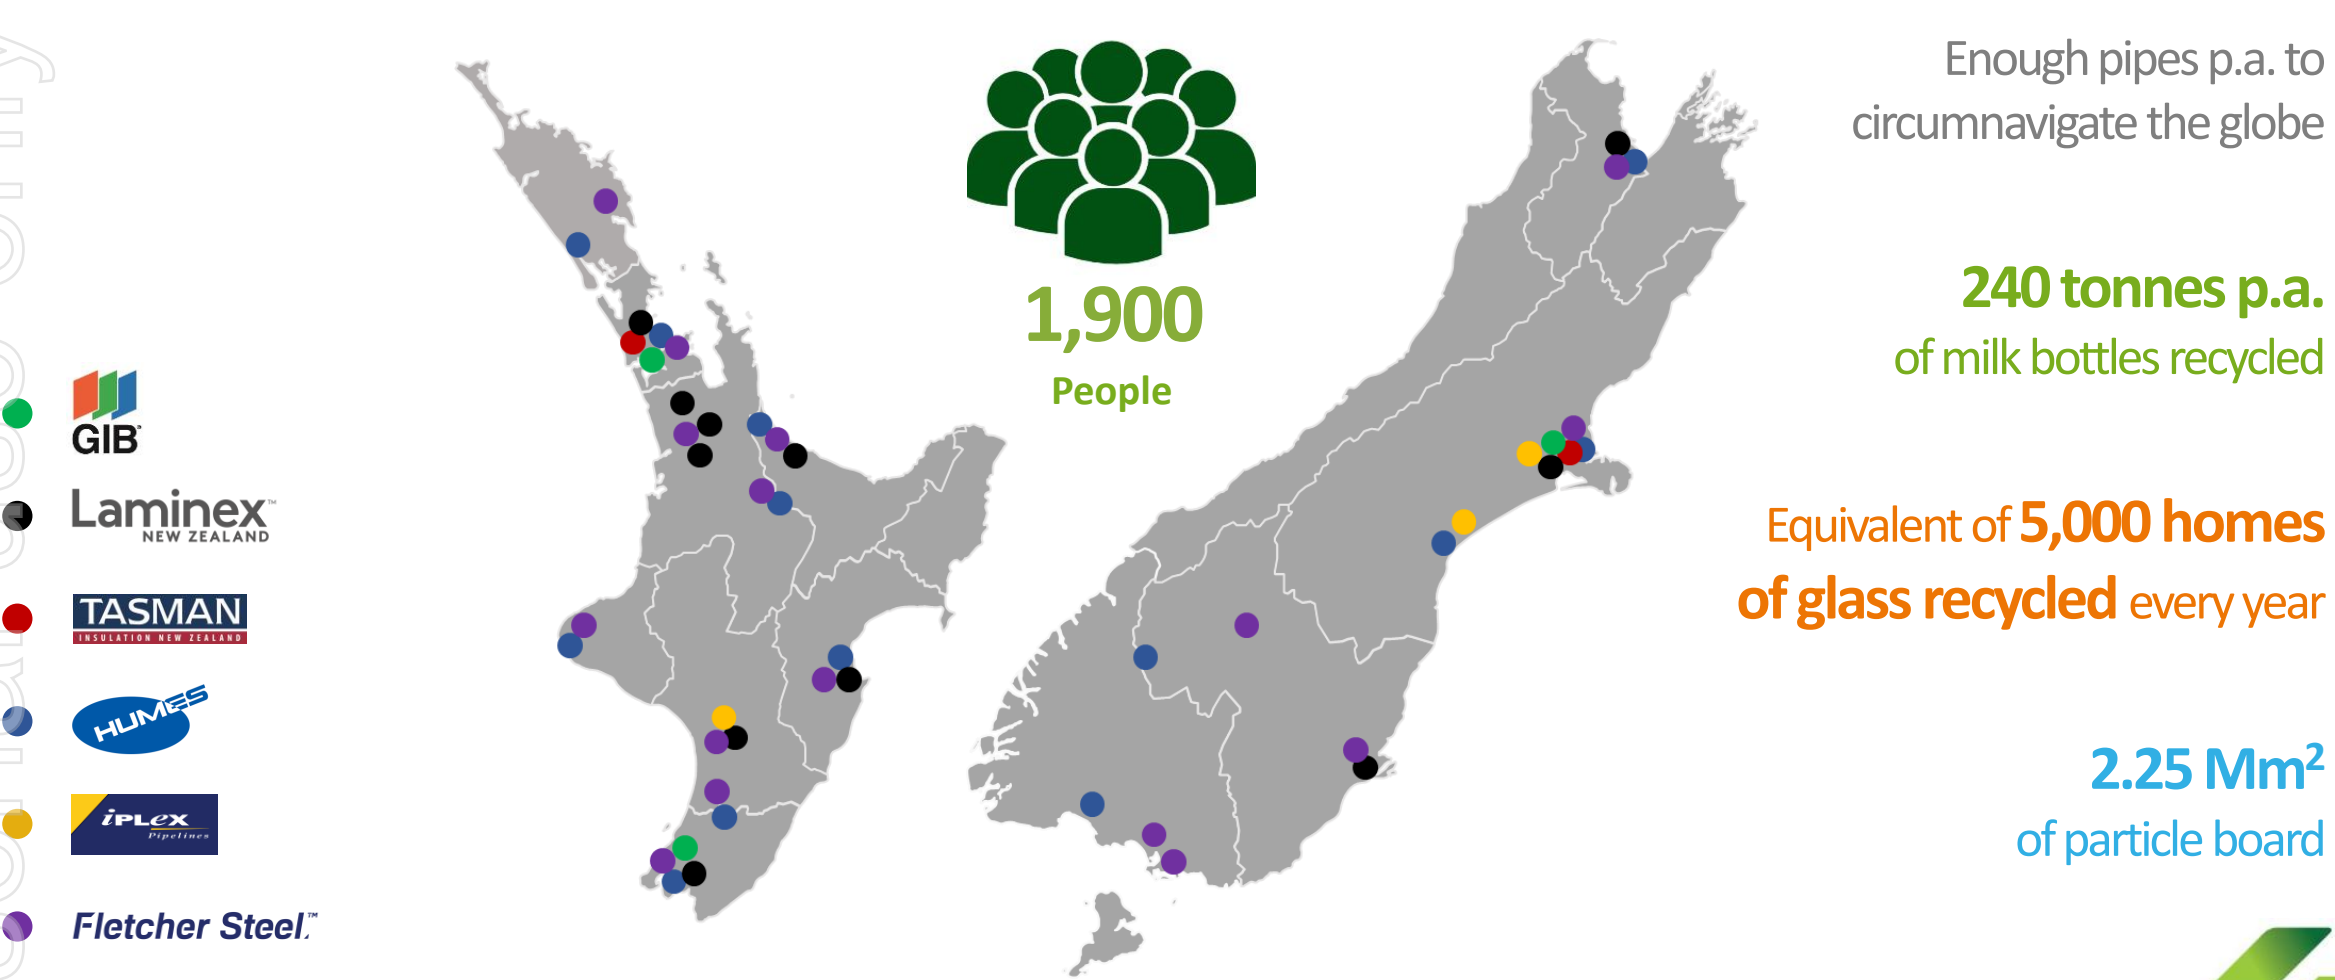 GIB®
Laminex™
NEW ZEALAND
TASMAN
INSULATION NEW ZEALAND
HUMES
iPLEX
Pipelines
Fletcher Steel.™
1,900
People
Enough pipes p.a. to
circumnavigate the globe
240 tonnes p.a.
of milk bottles recycled
Equivalent of 5,000 homes
of glass recycled every year
2.25 Mm²
of particle board